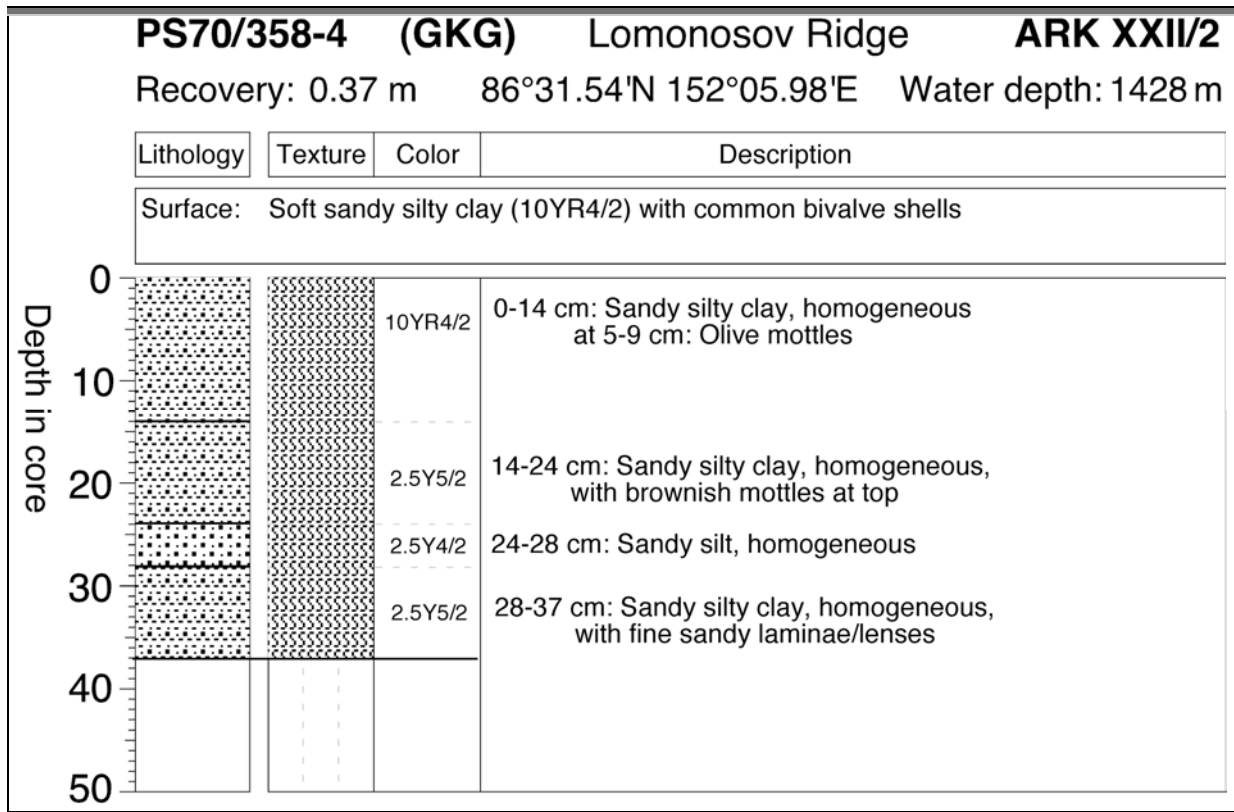 PS70/358-4 (GKG) Lomonosov Ridge ARK XXII/2
Recovery: 0.37 m 86°31.54'N 152°05.98'E Water depth: 1428 m
Lithology Texture Color Description
Surface: Soft sandy silty clay (10YR4/2) with common bivalve shells
Depth in core
0
10YR4/2 0-14 cm: Sandy silty clay, homogeneous
at 5-9 cm: Olive mottles
10
20 2.5Y5/2 14-24 cm: Sandy silty clay, homogeneous,
with brownish mottles at top
2.5Y4/2 24-28 cm: Sandy silt, homogeneous
30 2.5Y5/2 28-37 cm: Sandy silty clay, homogeneous,
with fine sandy laminae/lenses
40
50